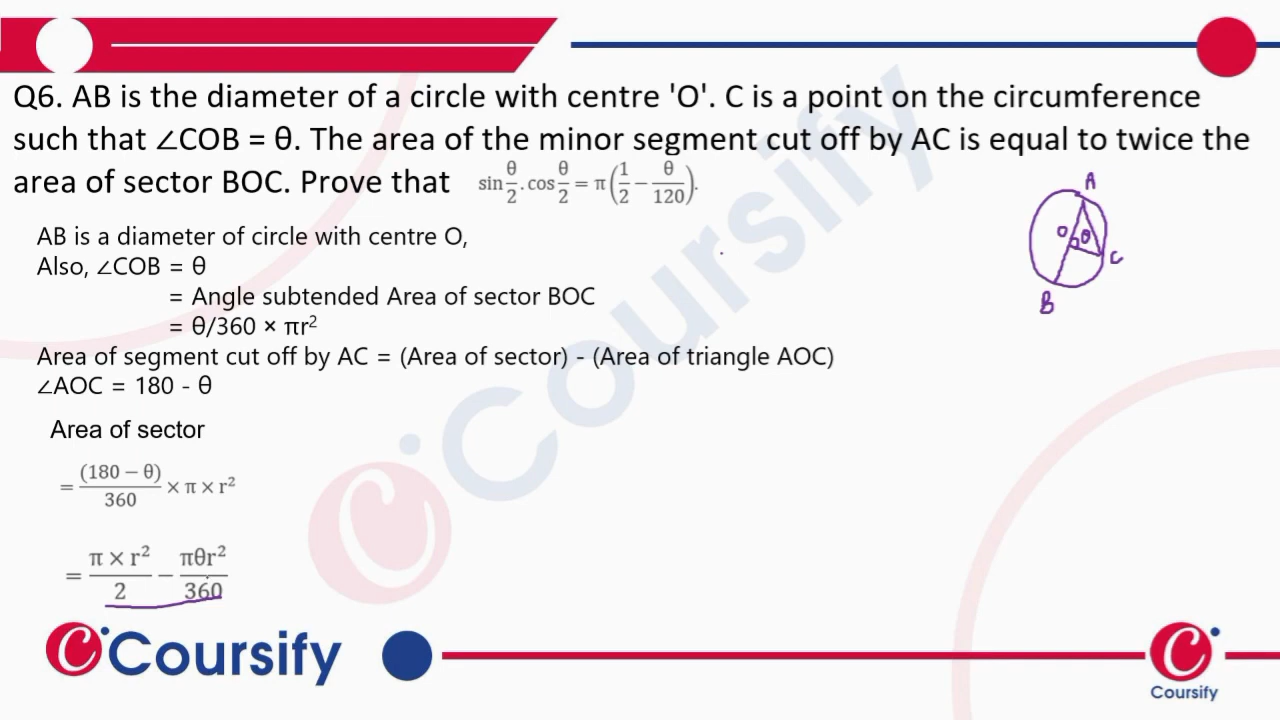 Q6. AB is the diameter of a circle with centre 'O'. C is a point on the circumference
such that ∠COB = θ. The area of the minor segment cut off by AC is equal to twice the
area of sector BOC. Prove that sin θ/2 . cos θ/2 = π(1/2 − θ/120).
A
O θ
C
B
AB is a diameter of circle with centre O,
Also, ∠COB = θ
= Angle subtended Area of sector BOC
= θ/360 × πr²
Area of segment cut off by AC = (Area of sector) - (Area of triangle AOC)
∠AOC = 180 - θ
Area of sector
= (180 − θ)/360 × π × r²
= π × r²/2 − πθr²/360
Coursify
Coursify
Coursify